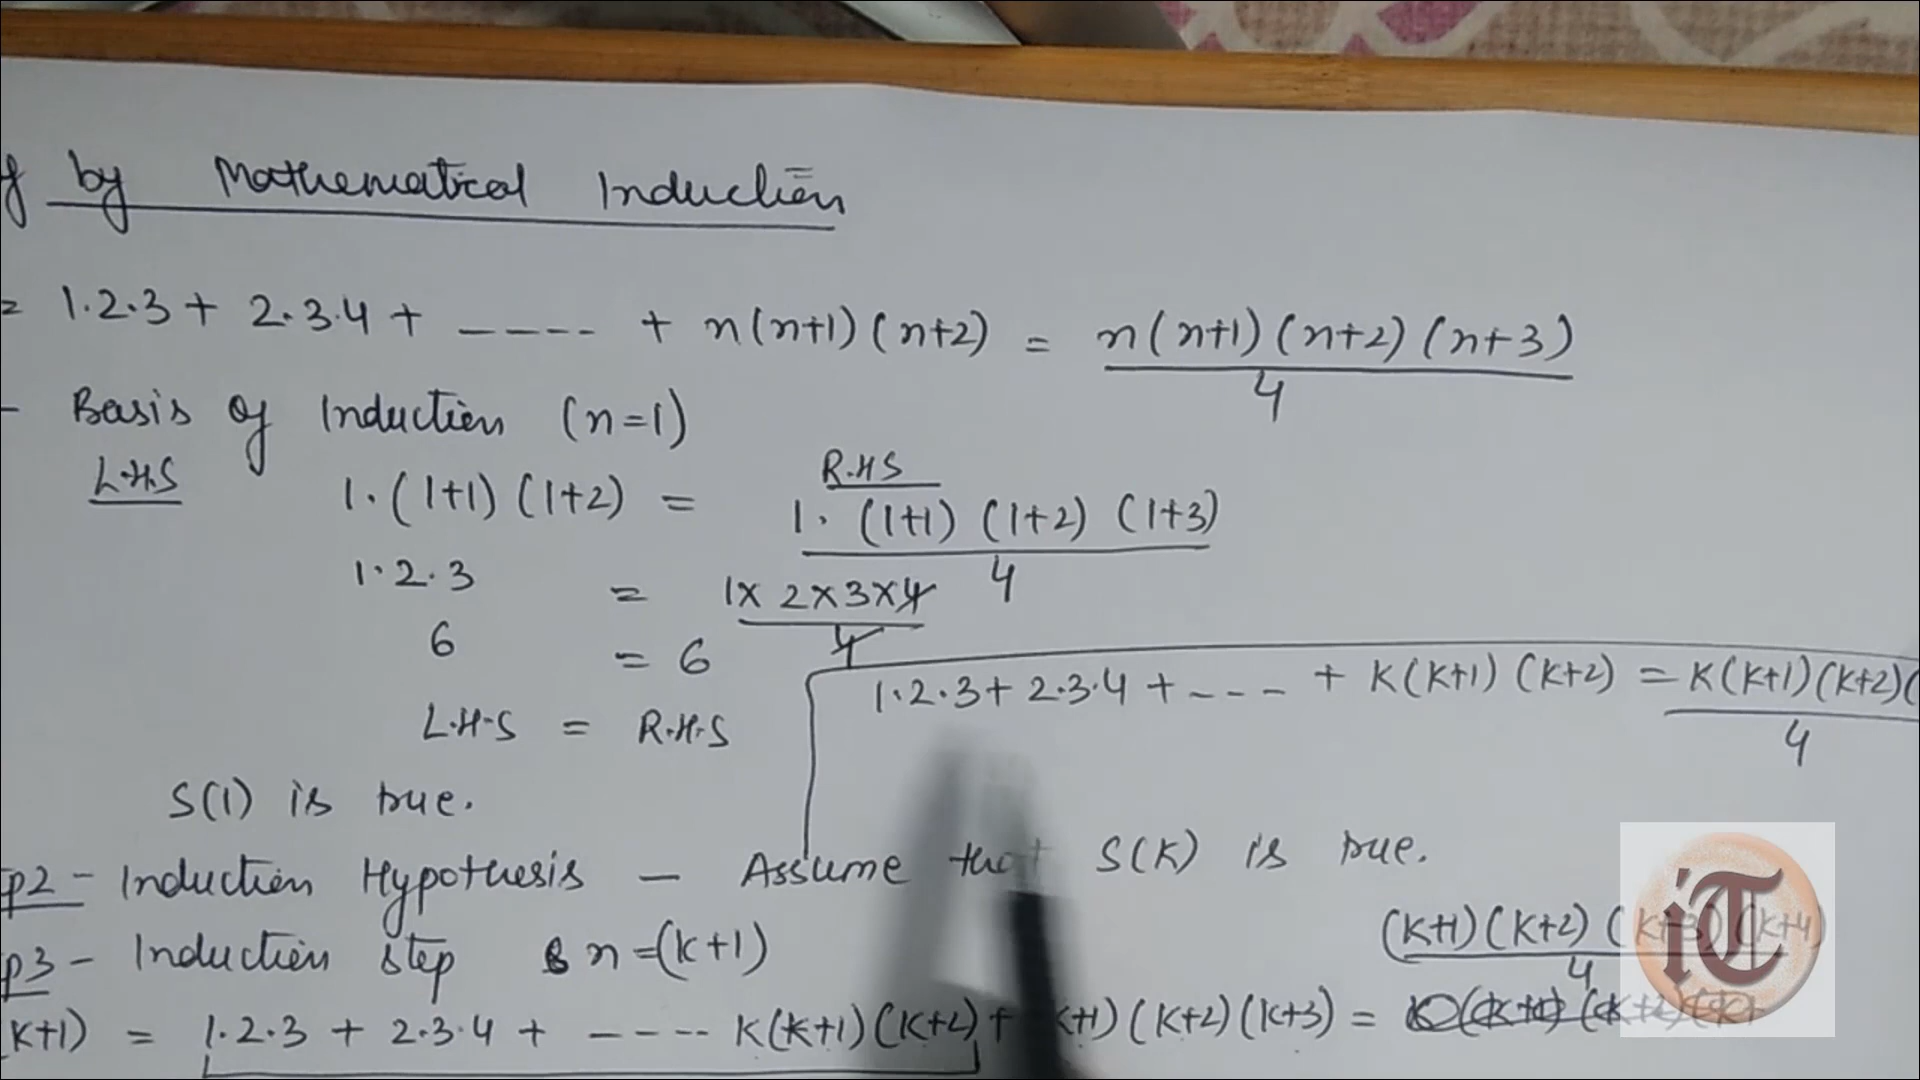 by Mathematical Induction
= 1.2.3 + 2.3.4 + ---- + n(n+1)(n+2) = n(n+1)(n+2)(n+3)
4
- Basis of Induction (n=1)
L.H.S R.H.S
1.(1+1)(1+2) = 1.(1+1)(1+2)(1+3)
4
1.2.3 = 1x2x3x4
4
6 = 6
1.2.3 + 2.3.4 + --- + K(K+1)(K+2) = K(K+1)(K+2)(
4
L.H.S = R.H.S
S(1) is true.
p2 - Induction Hypothesis - Assume that S(K) is true.
p3 - Induction Step n=(k+1)
(K+1)(K+2)(K+3)(K+4)
4
K+1) = 1.2.3 + 2.3.4 + ---- K(K+1)(K+2) + K+1)(K+2)(K+3) =
iT